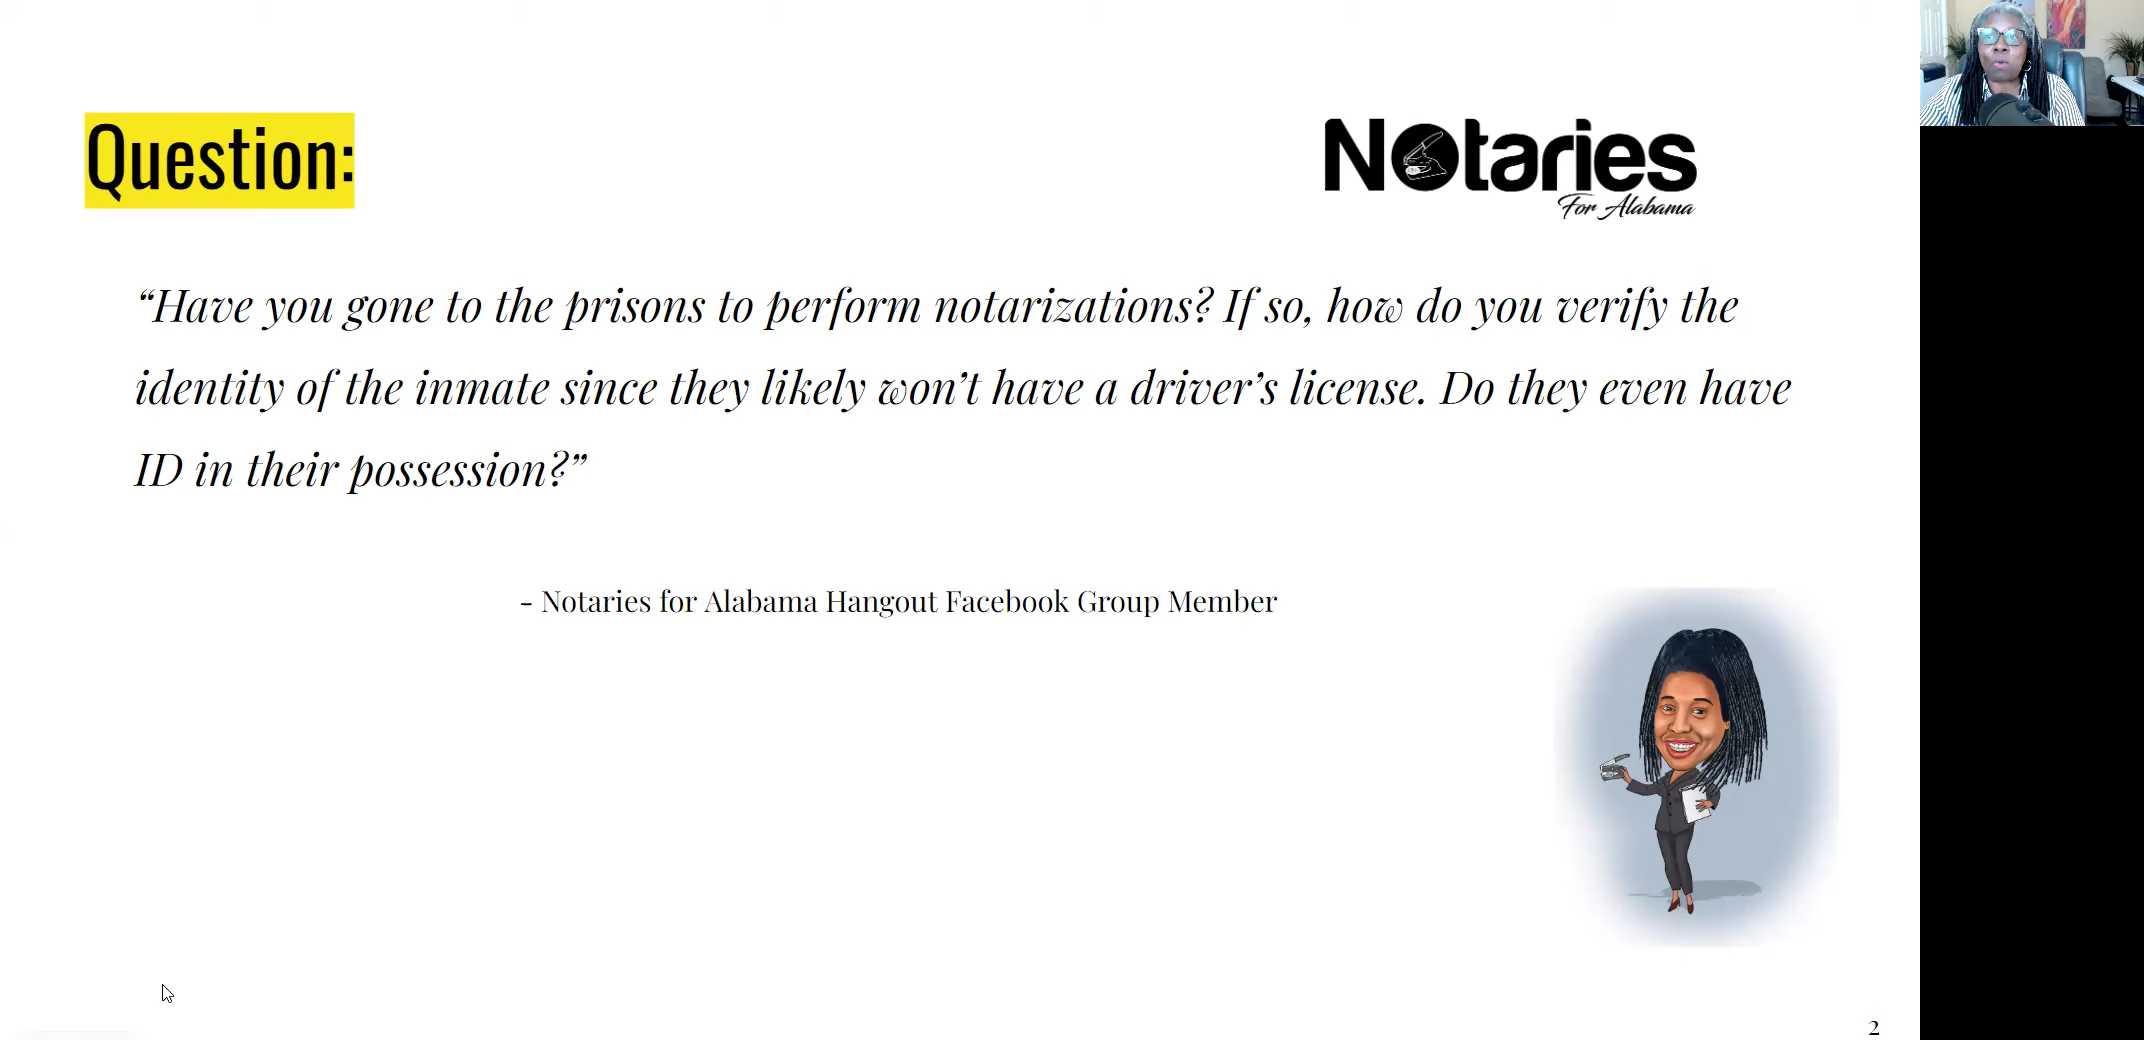 Question:
Notaries
For Alabama
“Have you gone to the prisons to perform notarizations? If so, how do you verify the
identity of the inmate since they likely won’t have a driver’s license. Do they even have
ID in their possession?”
- Notaries for Alabama Hangout Facebook Group Member
2